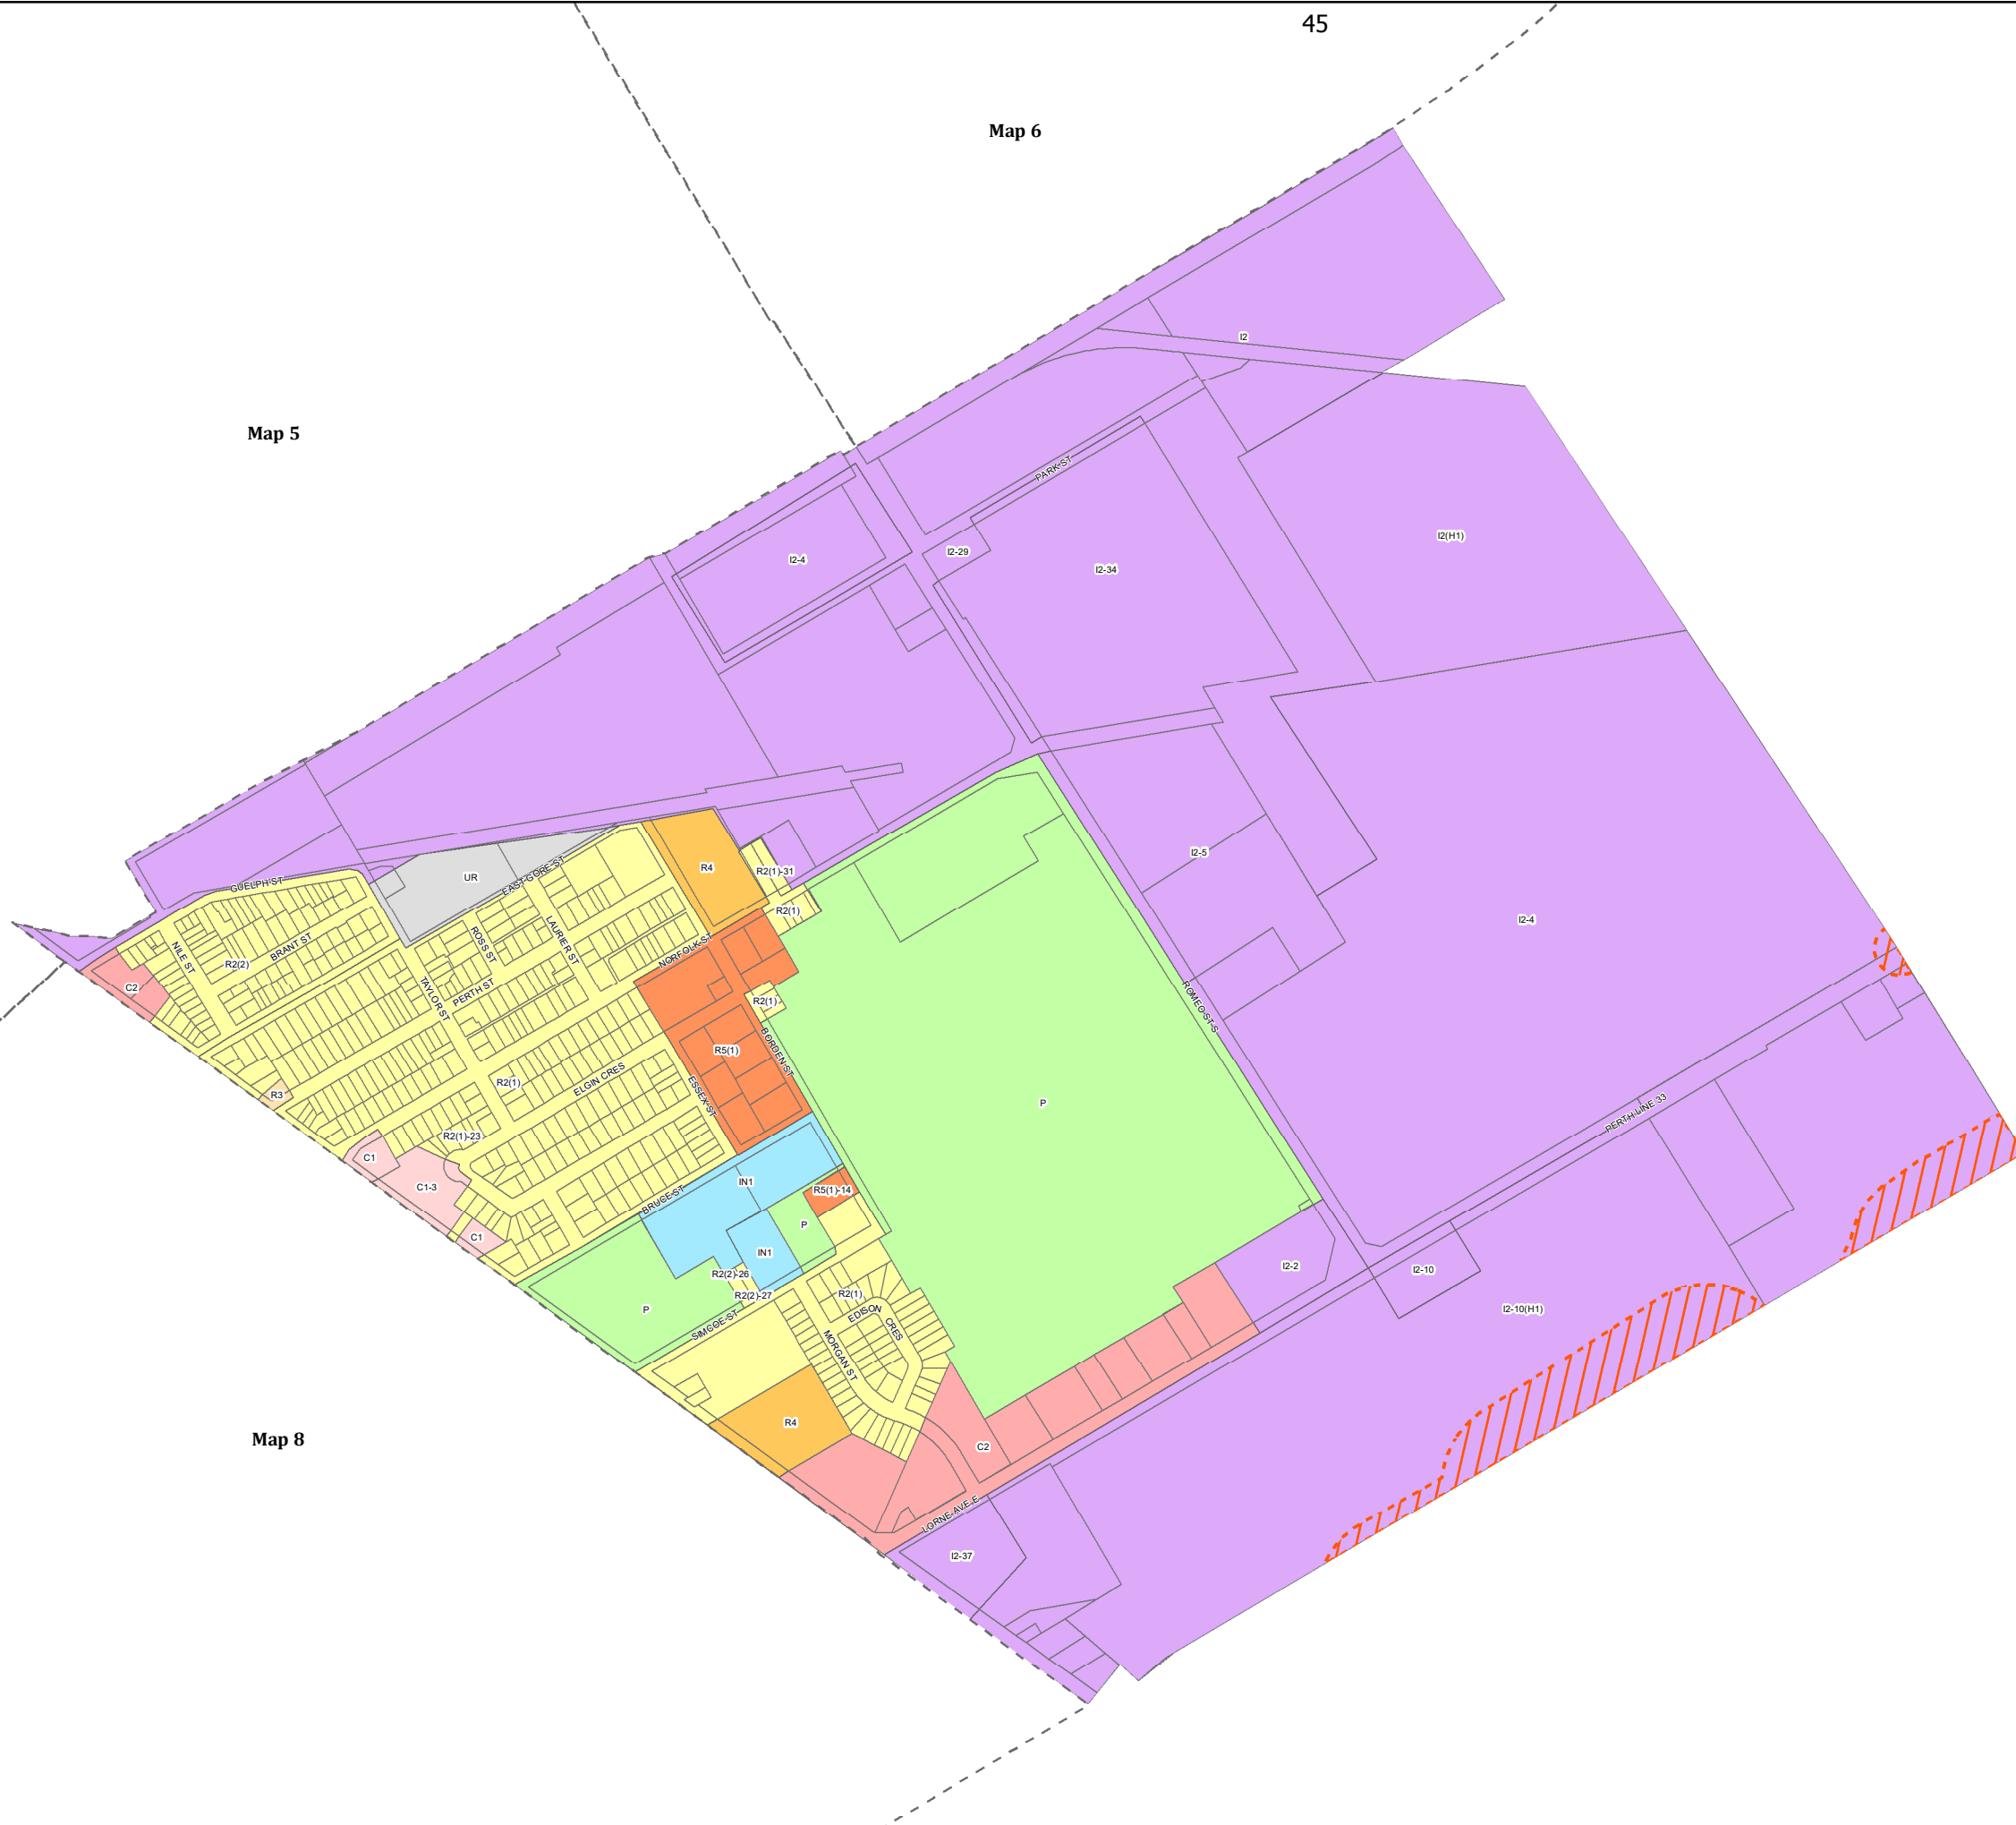 45
Map 6
I2
Map 5
PARK ST
I2-29
I2(H1)
I2-4
I2-34
I2-5
R4
R2(1)-31
UR
EAST GORE ST
GUELPH ST
R2(1)
I2-4
LAURIER ST
ROSS ST
NORFOLK ST
BRANT ST
NILE ST
R2(2)
C2
PERTH ST
TAYLOR ST
R2(1)
ROMEO ST S
R5(1)
BORDEN ST
ELGIN CRES
R2(1)
ESSEX ST
R3
P
PERTH LINE 33
R2(1)-23
C1
C1-3
IN1
R5(1)-14
BRUCE ST
P
C1
IN1
I2-2
I2-10
R2(2)-26
R2(2)-27
R2(1)
P
EDISON
CRES
I2-10(H1)
SIMCOE ST
MORGAN ST
R4
Map 8
C2
LORNE AVE E
I2-37